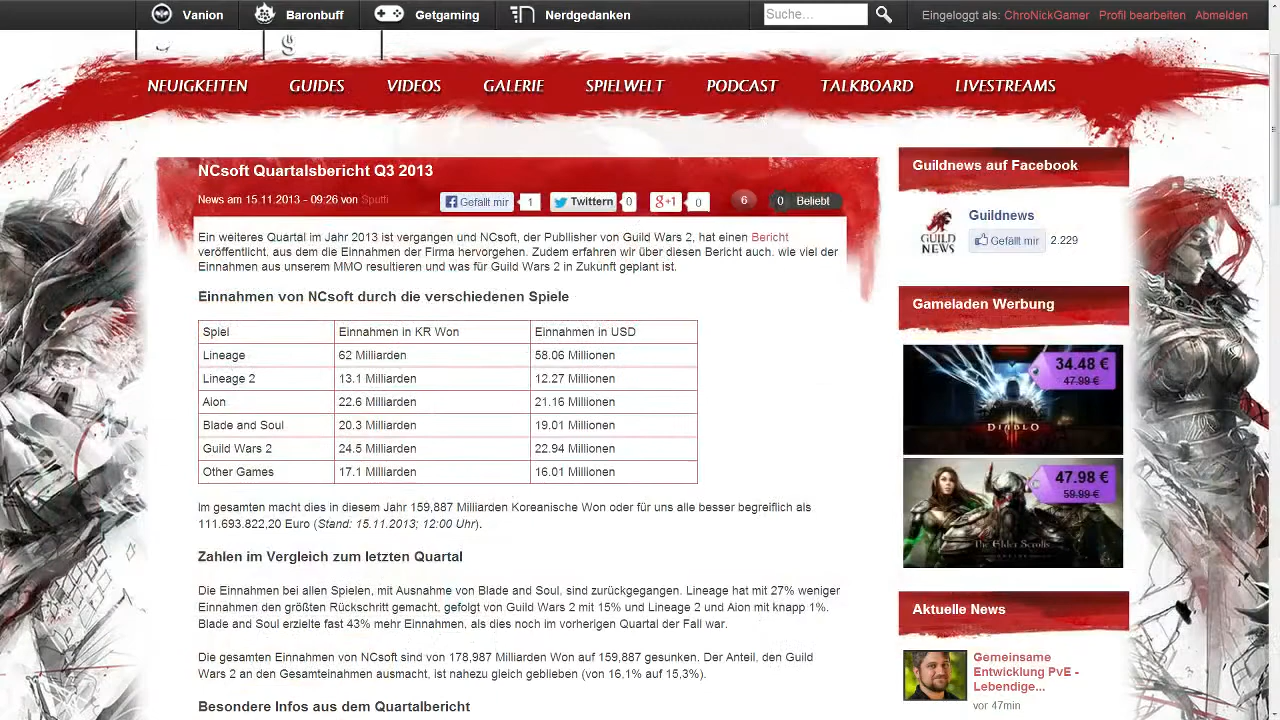 Vanion
Baronbuff
Getgaming
Nerdgedanken
Suche...
Eingeloggt als: ChroNickGamer Profil bearbeiten Abmelden
NEUIGKEITEN GUIDES VIDEOS GALERIE SPIELWELT PODCAST TALKBOARD LIVESTREAMS
NCsoft Quartalsbericht Q3 2013
News am 15.11.2013 - 09:26 von Sputti
Gefällt mir 1 Twittern 0 +1 0 6 0 Beliebt
Ein weiteres Quartal im Jahr 2013 ist vergangen und NCsoft, der Publlisher von Guild Wars 2, hat einen Bericht
veröffentlicht, aus dem die Einnahmen der Firma hervorgehen. Zudem erfahren wir über diesen Bericht auch, wie viel der
Einnahmen aus unserem MMO resultieren und was für Guild Wars 2 in Zukunft geplant ist.
Einnahmen von NCsoft durch die verschiedenen Spiele
Spiel Einnahmen in KR Won Einnahmen in USD
Lineage 62 Milliarden 58.06 Millionen
Lineage 2 13.1 Milliarden 12.27 Millionen
Aion 22.6 Milliarden 21.16 Millionen
Blade and Soul 20.3 Milliarden 19.01 Millionen
Guild Wars 2 24.5 Milliarden 22.94 Millionen
Other Games 17.1 Milliarden 16.01 Millionen
Im gesamten macht dies in diesem Jahr 159,887 Milliarden Koreanische Won oder für uns alle besser begreiflich als
111.693.822,20 Euro (Stand: 15.11.2013; 12:00 Uhr).
Zahlen im Vergleich zum letzten Quartal
Die Einnahmen bei allen Spielen, mit Ausnahme von Blade and Soul, sind zurückgegangen. Lineage hat mit 27% weniger
Einnahmen den größten Rückschritt gemacht, gefolgt von Guild Wars 2 mit 15% und Lineage 2 und Aion mit knapp 1%.
Blade and Soul erzielte fast 43% mehr Einnahmen, als dies noch im vorherigen Quartal der Fall war.
Die gesamten Einnahmen von NCsoft sind von 178,987 Milliarden Won auf 159,887 gesunken. Der Anteil, den Guild
Wars 2 an den Gesamteinahmen ausmacht, ist nahezu gleich geblieben (von 16.1% auf 15,3%).
Besondere Infos aus dem Quartalbericht
Guildnews auf Facebook
GUILD
NEWS
Guildnews
Gefällt mir 2.229
Gameladen Werbung
34.48 €
47.99 €
DIABLO
47.98 €
59.99 €
The Elder Scrolls
ONLINE
Aktuelle News
Gemeinsame
Entwicklung PvE -
Lebendige...
vor 47min